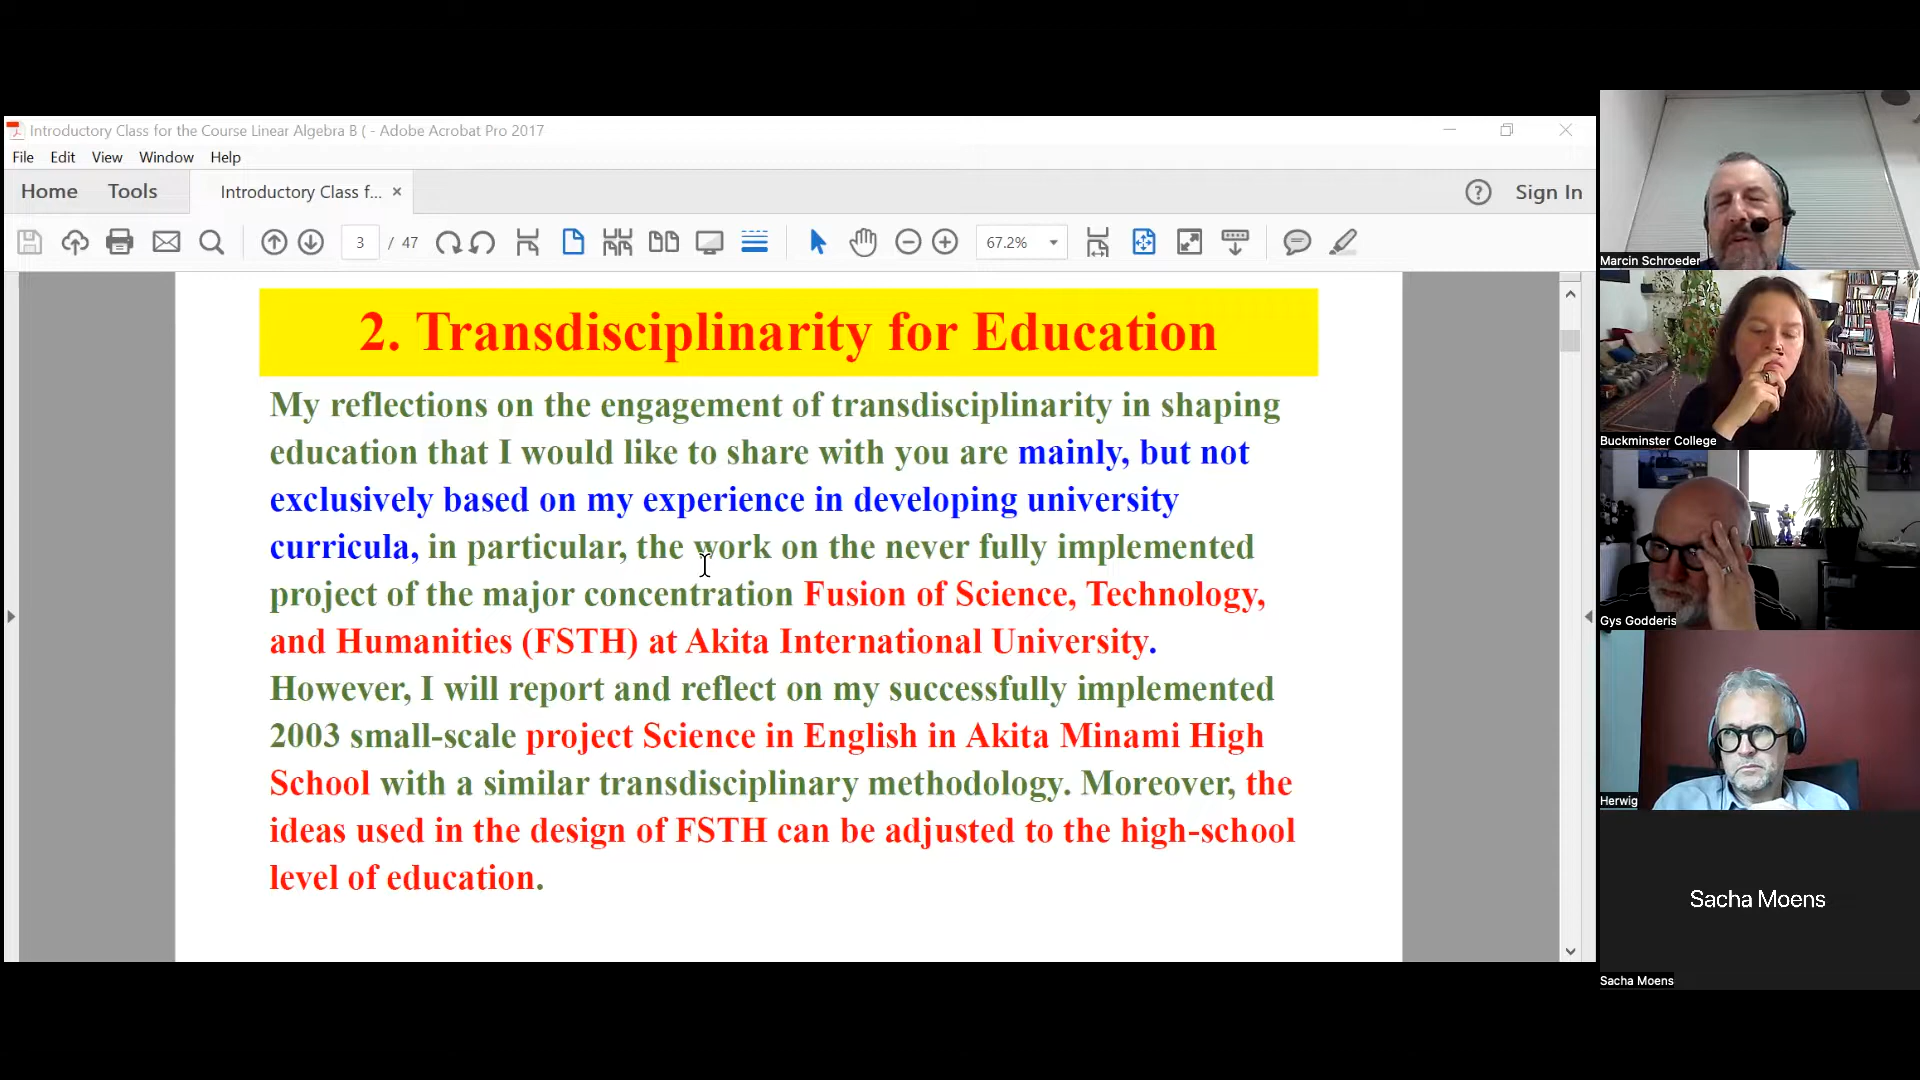 Introductory Class for the Course Linear Algebra B ( - Adobe Acrobat Pro 2017
File Edit View Window Help
Home Tools Introductory Class f... × Sign In
3 / 47 67.2%
2. Transdisciplinarity for Education
My reflections on the engagement of transdisciplinarity in shaping
education that I would like to share with you are mainly, but not
exclusively based on my experience in developing university
curricula, in particular, the work on the never fully implemented
project of the major concentration Fusion of Science, Technology,
and Humanities (FSTH) at Akita International University.
However, I will report and reflect on my successfully implemented
2003 small-scale project Science in English in Akita Minami High
School with a similar transdisciplinary methodology. Moreover, the
ideas used in the design of FSTH can be adjusted to the high-school
level of education.
Marcin Schroeder
Buckminster College
Gys Godderis
Herwig
Sacha Moens
Sacha Moens